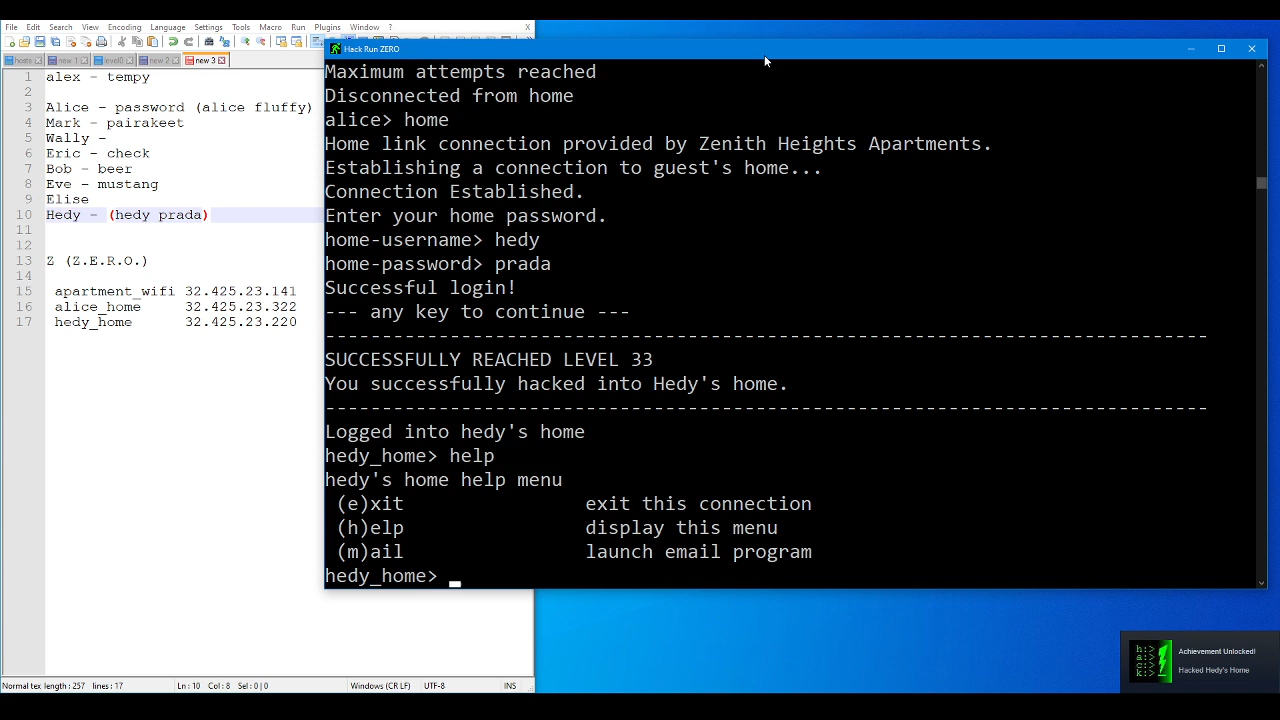 File Edit Search View Encoding Language Settings Tools Macro Run Plugins Window ? X
hosts new 1 level0 new 2 new 3
1 alex - tempy
2
3 Alice - password (alice fluffy)
4 Mark - pairakeet
5 Wally -
6 Eric - check
7 Bob - beer
8 Eve - mustang
9 Elise
10 Hedy - (hedy prada)
11
12
13 Z (Z.E.R.O.)
14
15 apartment_wifi 32.425.23.141
16 alice_home 32.425.23.322
17 hedy_home 32.425.23.220
Normal tex length : 257 lines : 17 Ln : 10 Col : 8 Sel : 0 | 0 Windows (CR LF) UTF-8 INS
Hack Run ZERO
Maximum attempts reached
Disconnected from home
alice> home
Home link connection provided by Zenith Heights Apartments.
Establishing a connection to guest's home...
Connection Established.
Enter your home password.
home-username> hedy
home-password> prada
Successful login!
--- any key to continue ---
------------------------------------------------------------------------------
SUCCESSFULLY REACHED LEVEL 33
You successfully hacked into Hedy's home.
------------------------------------------------------------------------------
Logged into hedy's home
hedy_home> help
hedy's home help menu
(e)xit exit this connection
(h)elp display this menu
(m)ail launch email program
hedy_home>
h:>
a:>
c:>
k:>
Achievement Unlocked!
Hacked Hedy's Home